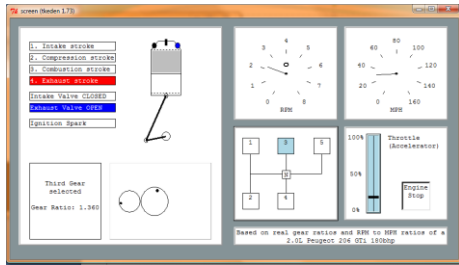 screen (tkeden 1.73)
1. Intake stroke
2. Compression stroke
3. Combustion stroke
4. Exhaust stroke
Intake Valve CLOSED
Exhaust Valve OPEN
Ignition Spark
Third Gear
selected
Gear Ratio: 1.360
0 1 2 3 4 5 6 7 8
RPM
0 20 40 60 80 100 120 140 160
MPH
1 3 5
N
2 4
100%
50%
0%
Throttle
(Accelerator)
Engine
Stop
Based on real gear ratios and RPM to MPH ratios of a
2.0L Peugeot 206 GTi 180bhp